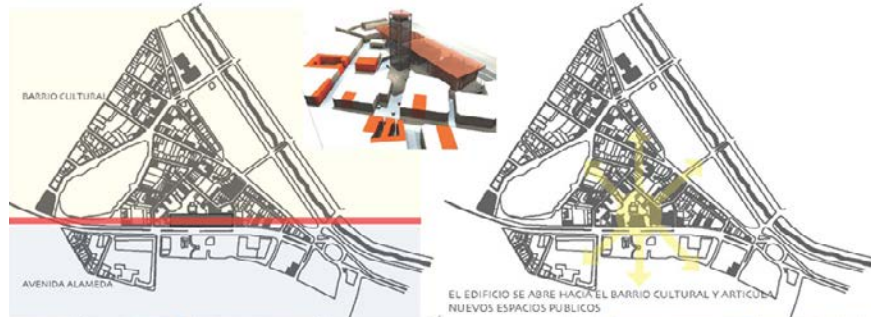 BARRIO CULTURAL
AVENIDA ALAMEDA
EL EDIFICIO SE ABRE HACIA EL BARRIO CULTURAL Y ARTICULA
NUEVOS ESPACIOS PUBLICOS